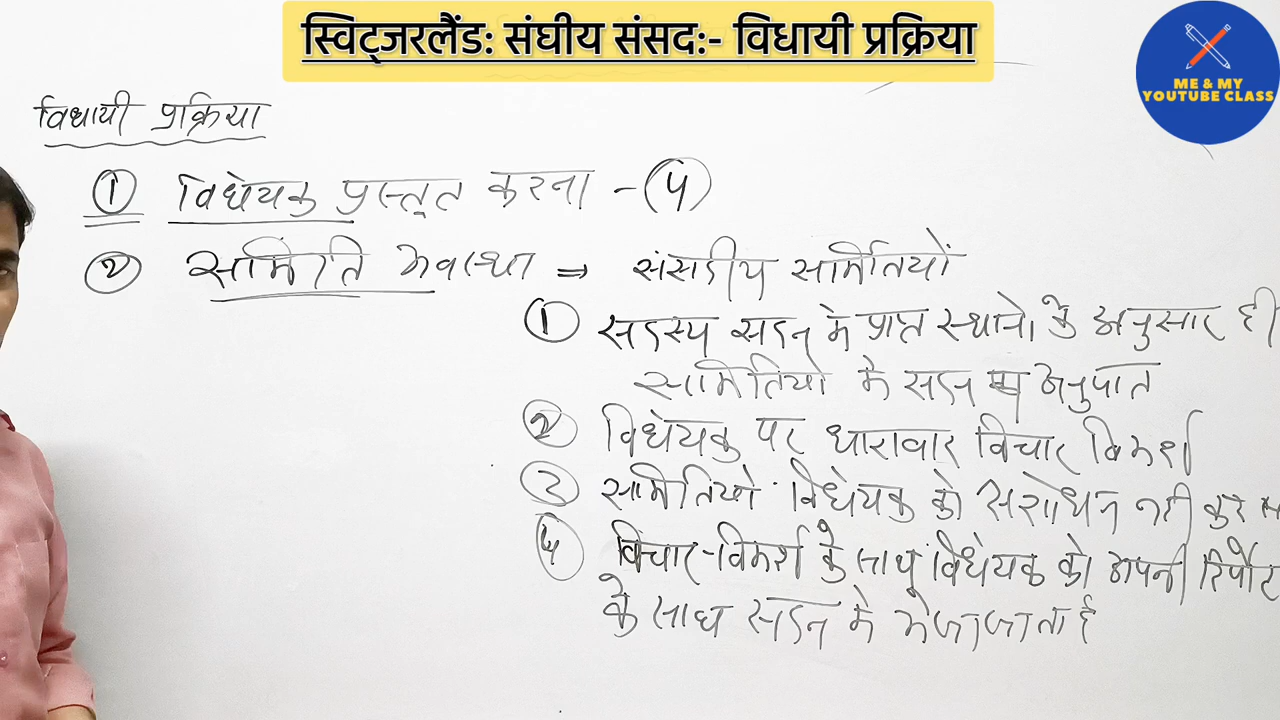 स्विट्जरलैंडः संघीय संसदः- विधायी प्रक्रिया
ME & MY
YOUTUBE CLASS
विधायी प्रक्रिया
① विधेयक प्रस्तुत करना - (५)
② समिति व्यवस्था ⇒ संसदीय समितियों
① सदस्य सदन मे प्राप्त स्थानो के अनुसार ही
समितियों मे सदन अनुपात
② विधेयक पर धारावार विचार विमर्श
③ समितियों विधेयक को संशोधन नही कर
④ विचार-विमर्श के साथ विधेयक को अपनी रिपोर्ट
के साथ सदन मे भेजा जाता है